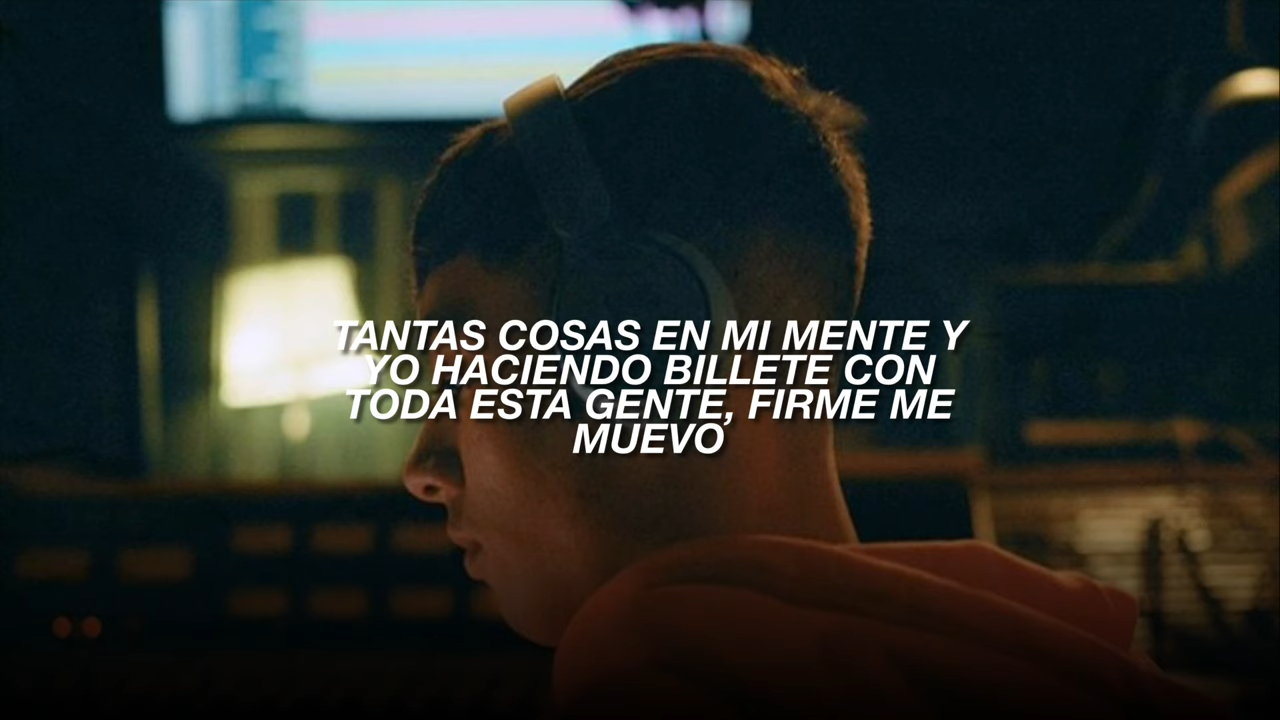 TANTAS COSAS EN MI MENTE Y
YO HACIENDO BILLETE CON
TODA ESTA GENTE, FIRME ME
MUEVO